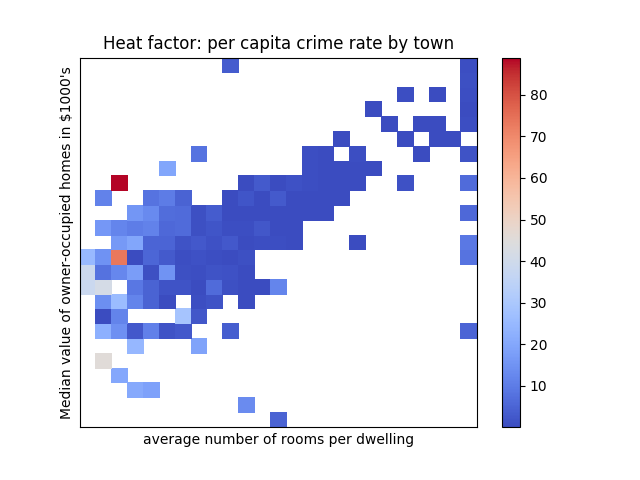 Heat factor: per capita crime rate by town
Median value of owner-occupied homes in $1000's
average number of rooms per dwelling
80
70
60
50
40
30
20
10